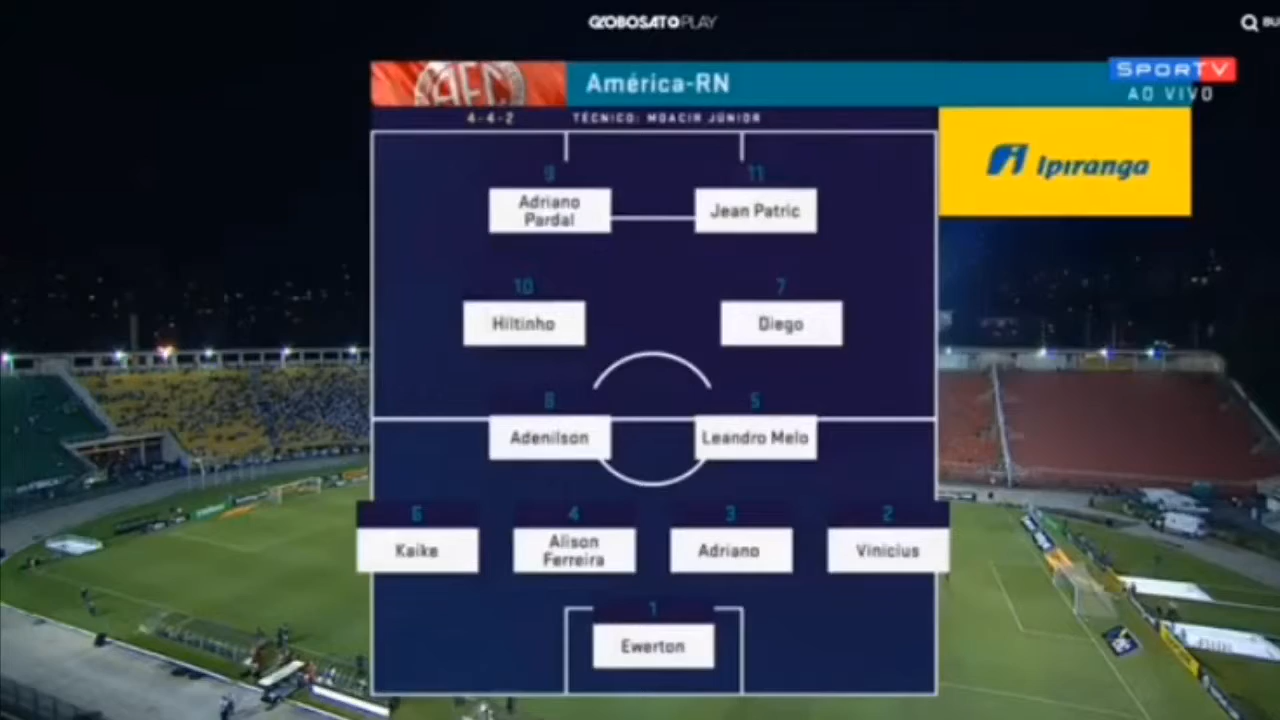 GLOBOSATPLAY
BU
América-RN
SPORTV
AO VIVO
4-4-2
TÉCNICO: MOACIR JÚNIOR
Ipiranga
9
11
Adriano
Pardal
Jean Patric
10
7
Hiltinho
Diego
8
5
Adenilson
Leandro Melo
6
4
3
2
Kaike
Alison
Ferreira
Adriano
Vinícius
1
Ewerton